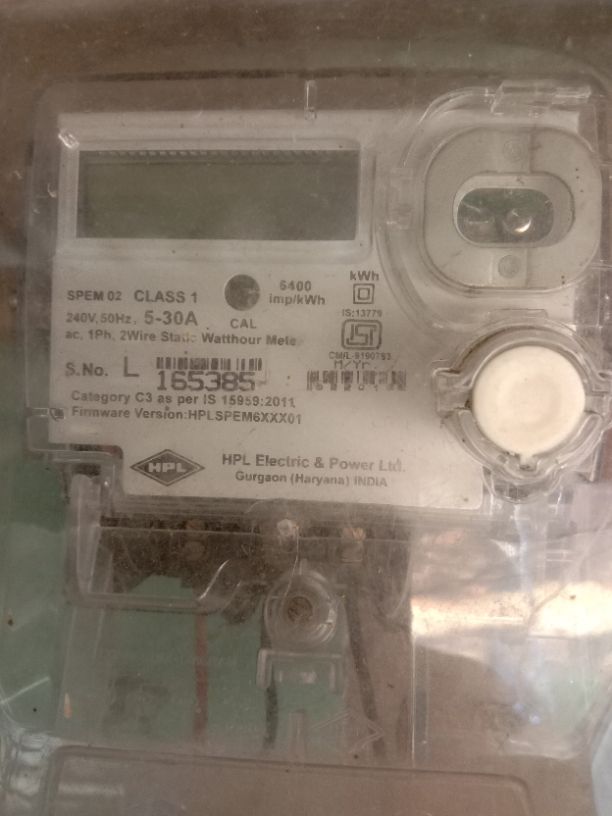 SPEM 02 CLASS 1
240V, 50Hz, 5-30A
ac, 1Ph, 2Wire Static Watthour Meter
CAL
6400
imp/kWh
kWh
IS:13779
ISI
M/Yr.
S.No. L 165385
Category C3 as per IS 15959:2011
Firmware Version:HPLSPEM6XXX01
HPL
HPL Electric & Power Ltd.
Gurgaon (Haryana) INDIA